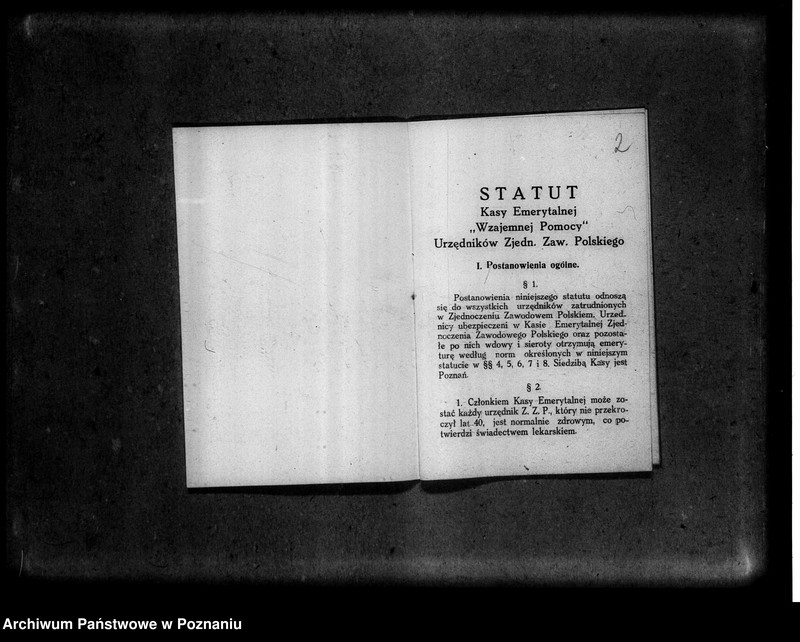 2
STATUT
Kasy Emerytalnej
„Wzajemnej Pomocy“
Urzędników Zjedn. Zaw. Polskiego
I. Postanowienia ogólne.
§ 1.
Postanowienia niniejszego statutu odnoszą
się do wszystkich urzędników zatrudnionych
w Zjednoczeniu Zawodowem Polskiem. Urzęd-
nicy ubezpieczeni w Kasie Emerytalnej Zjed-
noczenia Zawodowego Polskiego oraz pozosta-
łe po nich wdowy i sieroty otrzymują emery-
turę według norm określonych w niniejszym
statucie w §§ 4, 5, 6, 7 i 8. Siedzibą Kasy jest
Poznań.
§ 2.
1. Członkiem Kasy Emerytalnej może zo-
stać każdy urzędnik Z. Z. P., który nie przekro-
czył lat 40, jest normalnie zdrowym, co po-
twierdzi świadectwem lekarskiem.
Archiwum Państwowe w Poznaniu